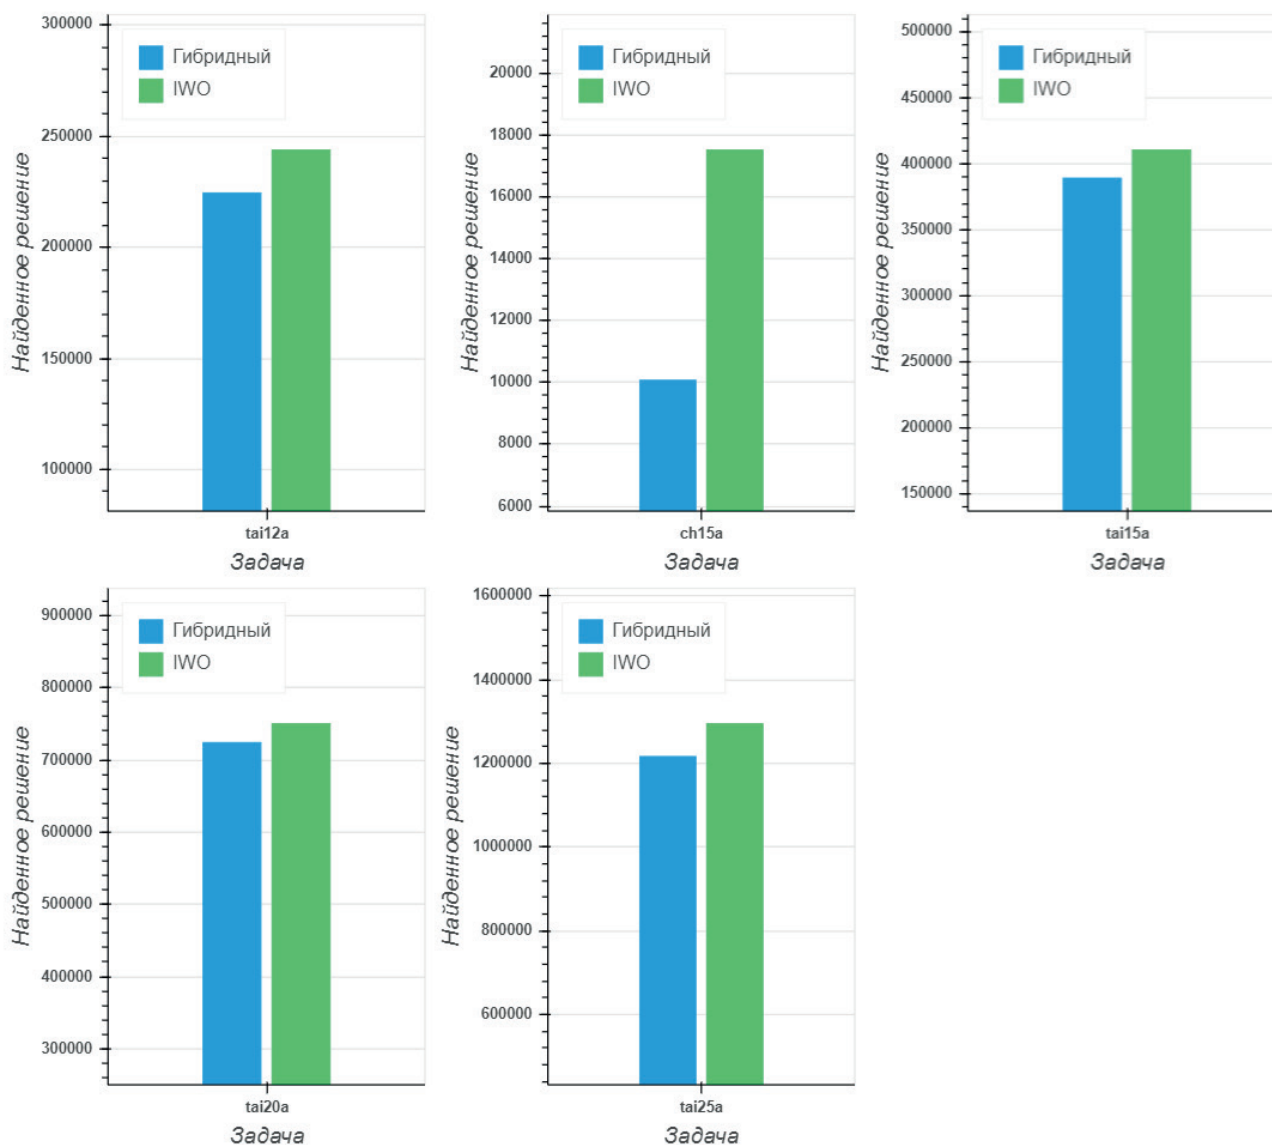 300000
250000
200000
150000
100000
Найденное решение
Гибридный
IWO
tai12a
Задача
20000
18000
16000
14000
12000
10000
8000
6000
Найденное решение
Гибридный
IWO
ch15a
Задача
500000
450000
400000
350000
300000
250000
200000
150000
Найденное решение
Гибридный
IWO
tai15a
Задача
900000
800000
700000
600000
500000
400000
300000
Найденное решение
Гибридный
IWO
tai20a
Задача
1600000
1400000
1200000
1000000
800000
600000
Найденное решение
Гибридный
IWO
tai25a
Задача